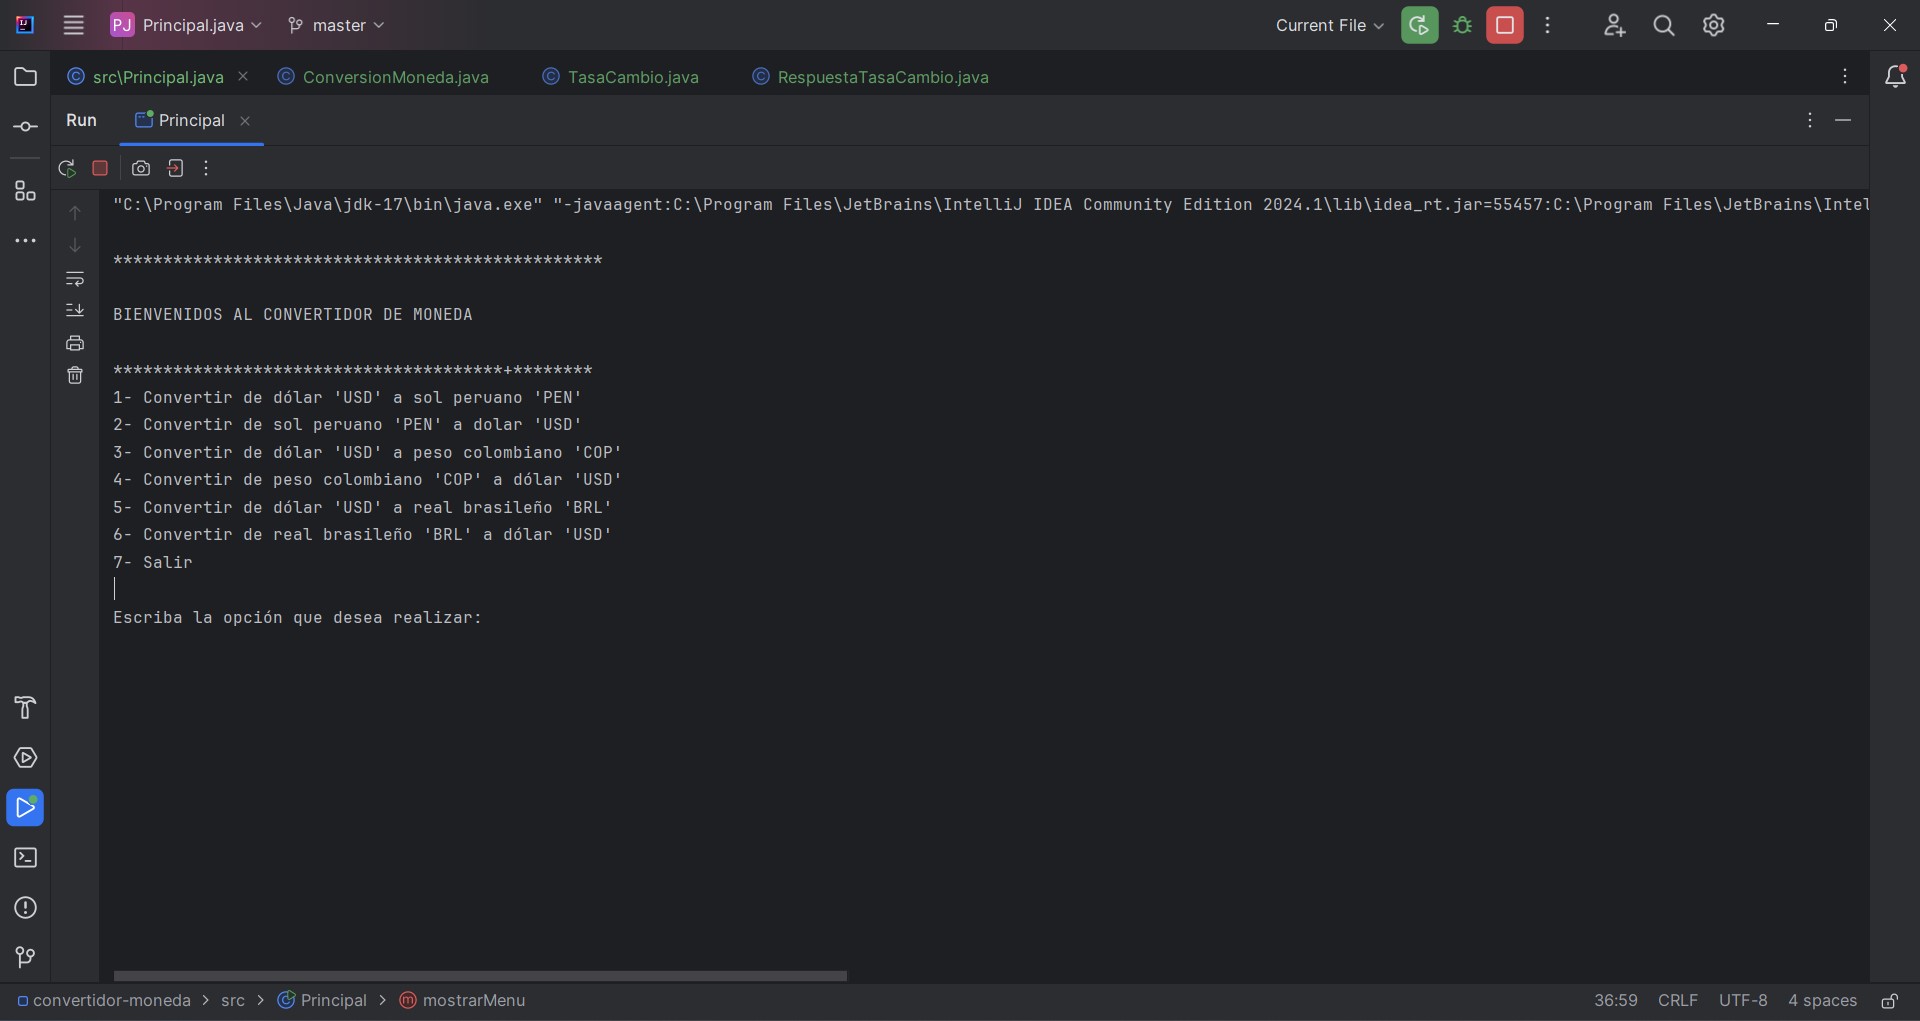 PJ Principal.java master Current File
src\Principal.java ConversionMoneda.java TasaCambio.java RespuestaTasaCambio.java
Run Principal
"C:\Program Files\Java\jdk-17\bin\java.exe" "-javaagent:C:\Program Files\JetBrains\IntelliJ IDEA Community Edition 2024.1\lib\idea_rt.jar=55457:C:\Program Files\JetBrains\Intel
*************************************************
BIENVENIDOS AL CONVERTIDOR DE MONEDA
***************************************+********
1- Convertir de dólar 'USD' a sol peruano 'PEN'
2- Convertir de sol peruano 'PEN' a dolar 'USD'
3- Convertir de dólar 'USD' a peso colombiano 'COP'
4- Convertir de peso colombiano 'COP' a dólar 'USD'
5- Convertir de dólar 'USD' a real brasileño 'BRL'
6- Convertir de real brasileño 'BRL' a dólar 'USD'
7- Salir
Escriba la opción que desea realizar:
convertidor-moneda > src > Principal > mostrarMenu 36:59 CRLF UTF-8 4 spaces